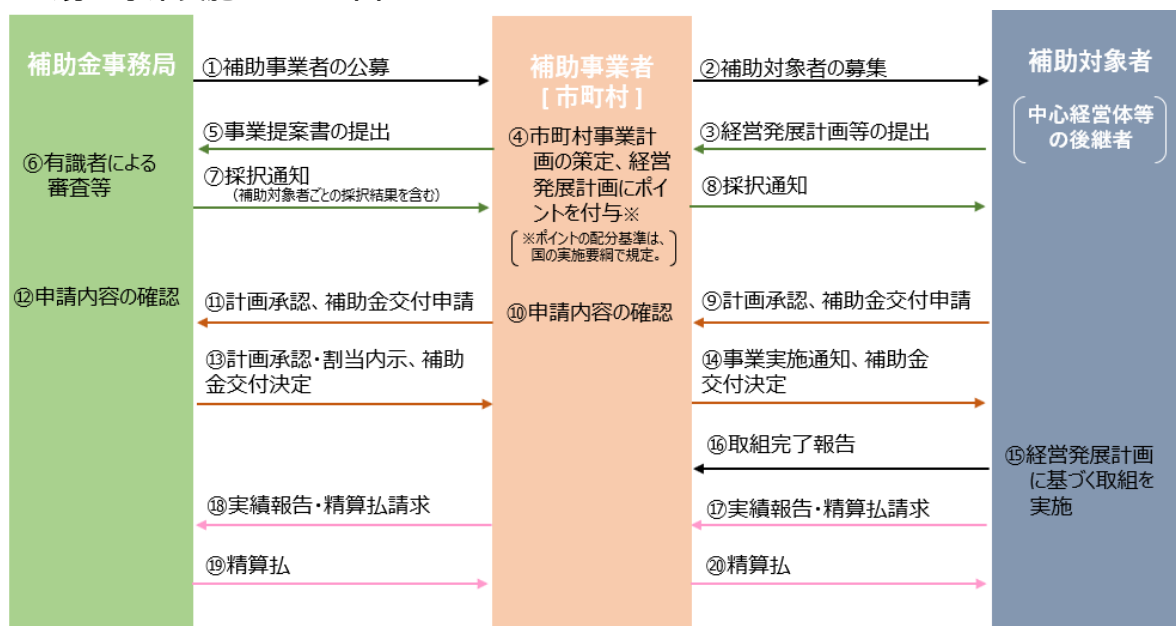 補助金事務局
①補助事業者の公募
補助事業者
[ 市町村 ]
②補助対象者の募集
補助対象者
中心経営体等
の後継者
⑤事業提案書の提出
④市町村事業計
画の策定、経営
発展計画にポイ
ントを付与※
※ポイントの配分基準は、
国の実施要綱で規定。
③経営発展計画等の提出
⑥有識者による
審査等
⑦採択通知
(補助対象者ごとの採択結果を含む)
⑧採択通知
⑫申請内容の確認
⑪計画承認、補助金交付申請
⑩申請内容の確認
⑨計画承認、補助金交付申請
⑬計画承認・割当内示、補助
金交付決定
⑭事業実施通知、補助金
交付決定
⑯取組完了報告
⑮経営発展計画
に基づく取組を
実施
⑱実績報告・精算払請求
⑰実績報告・精算払請求
⑲精算払
⑳精算払